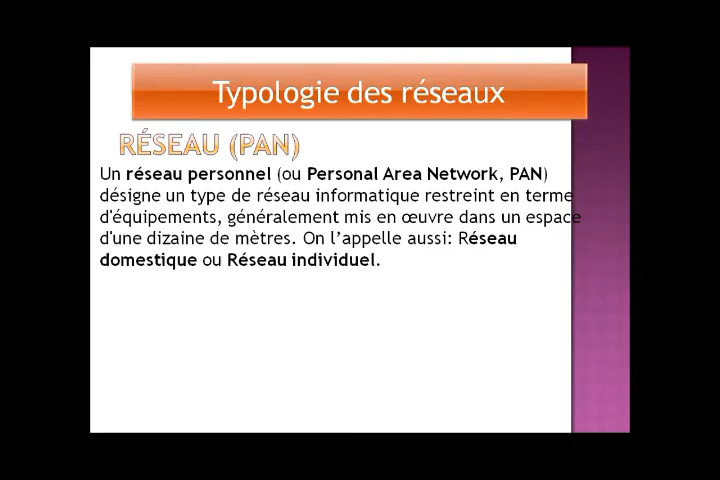 Typologie des réseaux
RÉSEAU (PAN)
Un réseau personnel (ou Personal Area Network, PAN)
désigne un type de réseau informatique restreint en terme
d'équipements, généralement mis en œuvre dans un espace
d'une dizaine de mètres. On l’appelle aussi: Réseau
domestique ou Réseau individuel.